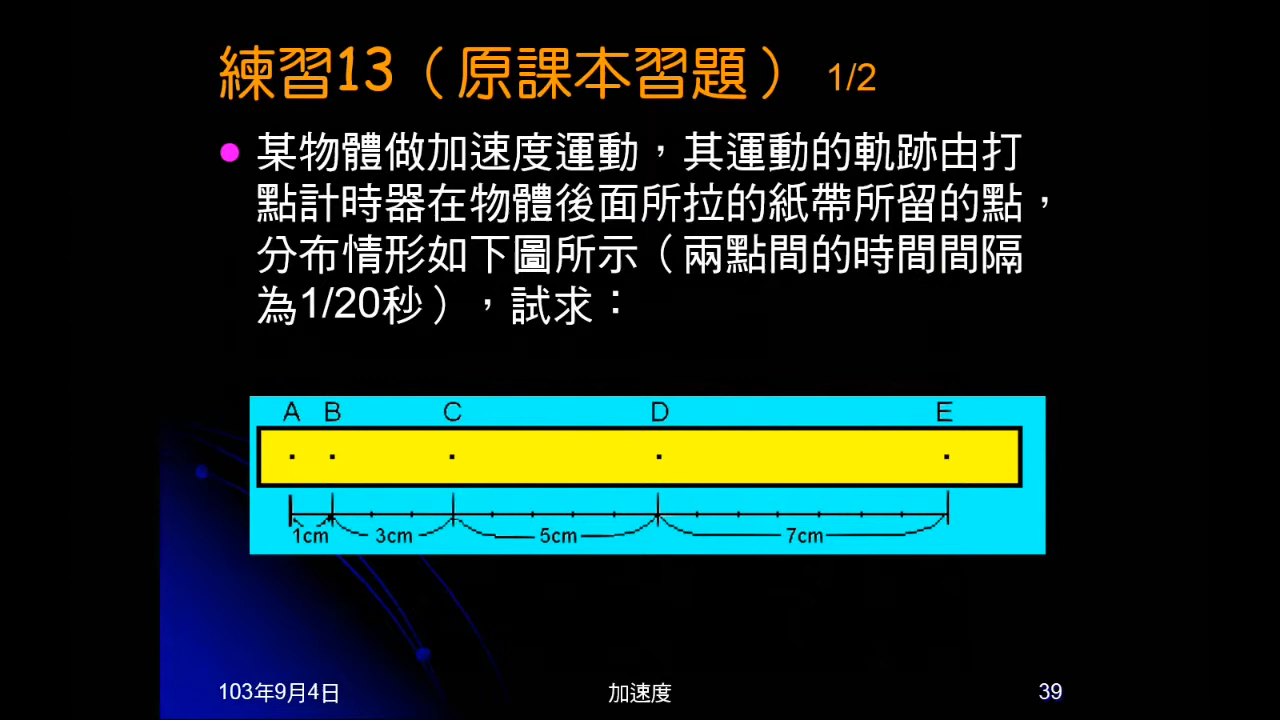 練習13（原課本習題） 1/2
某物體做加速度運動，其運動的軌跡由打
點計時器在物體後面所拉的紙帶所留的點，
分布情形如下圖所示（兩點間的時間間隔
為1/20秒），試求：
A B C D E
1cm 3cm 5cm 7cm
103年9月4日 加速度 39